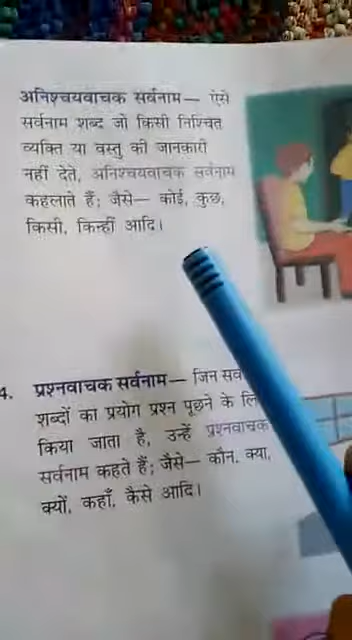 अनिश्चयवाचक सर्वनाम— ऐसे
सर्वनाम शब्द जो किसी निश्चित
व्यक्ति या वस्तु की जानकारी
नहीं देते, अनिश्चयवाचक सर्वनाम
कहलाते हैं; जैसे— कोई, कुछ,
किसी, किन्हीं आदि।
4. प्रश्नवाचक सर्वनाम— जिन
शब्दों का प्रयोग प्रश्न पूछने के
किया जाता है, उन्हें प्रश्नवाचक
सर्वनाम कहते हैं; जैसे— कौन, क्या,
क्यों, कहाँ, कैसे आदि।